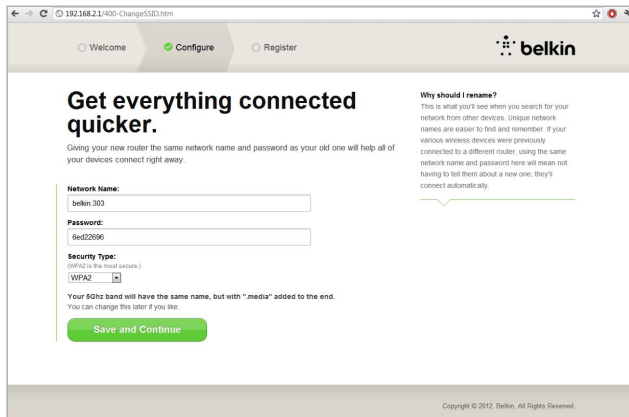 192.168.2.1/400-ChangeSSID.htm
Welcome
Configure
Register
belkin
Get everything connected
quicker.
Giving your new router the same network name and password as your old one will help all of
your devices connect right away.
Network Name:
belkin.303
Password:
6ed22696
Security Type:
(WPA2 is the most secure.)
WPA2
Your 5Ghz band will have the same name, but with ".media" added to the end.
You can change this later if you like.
Save and Continue
Why should I rename?
This is what you'll see when you search for your
network from other devices. Unique network
names are easier to find and remember. If your
various wireless devices were previously
connected to a different router, using the same
network name and password here will mean not
having to tell them about a new one; they'll
connect automatically.
Copyright © 2012. Belkin, All Rights Reserved.